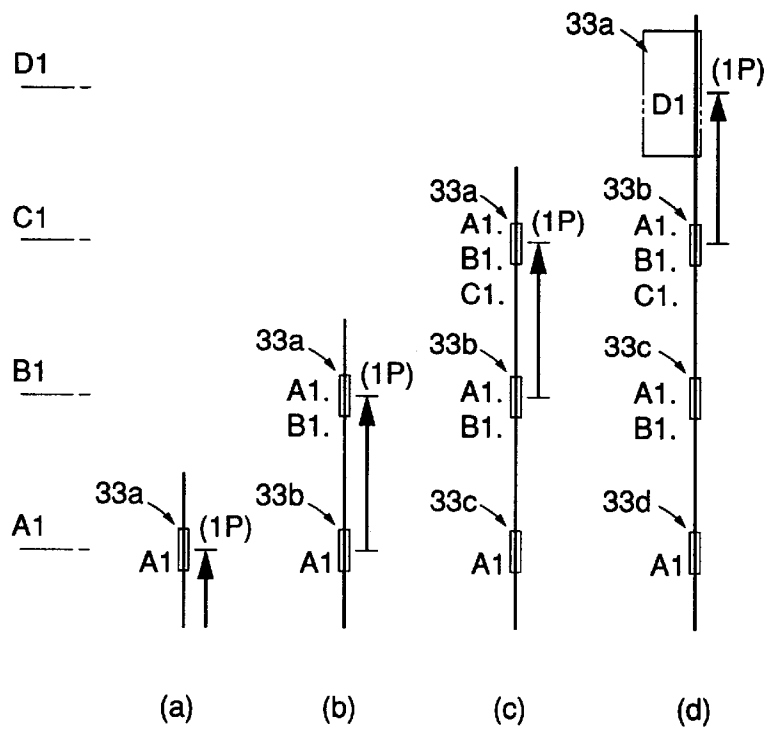 33a
D1
(1P)
D1
33a
33b
C1
A1.
(1P)
A1.
B1.
B1.
C1.
C1.
33a
33b
33c
B1
A1.
(1P)
A1.
A1.
B1.
B1.
B1.
33a
33b
33c
33d
A1
(1P)
A1
A1
A1
A1
(a)
(b)
(c)
(d)